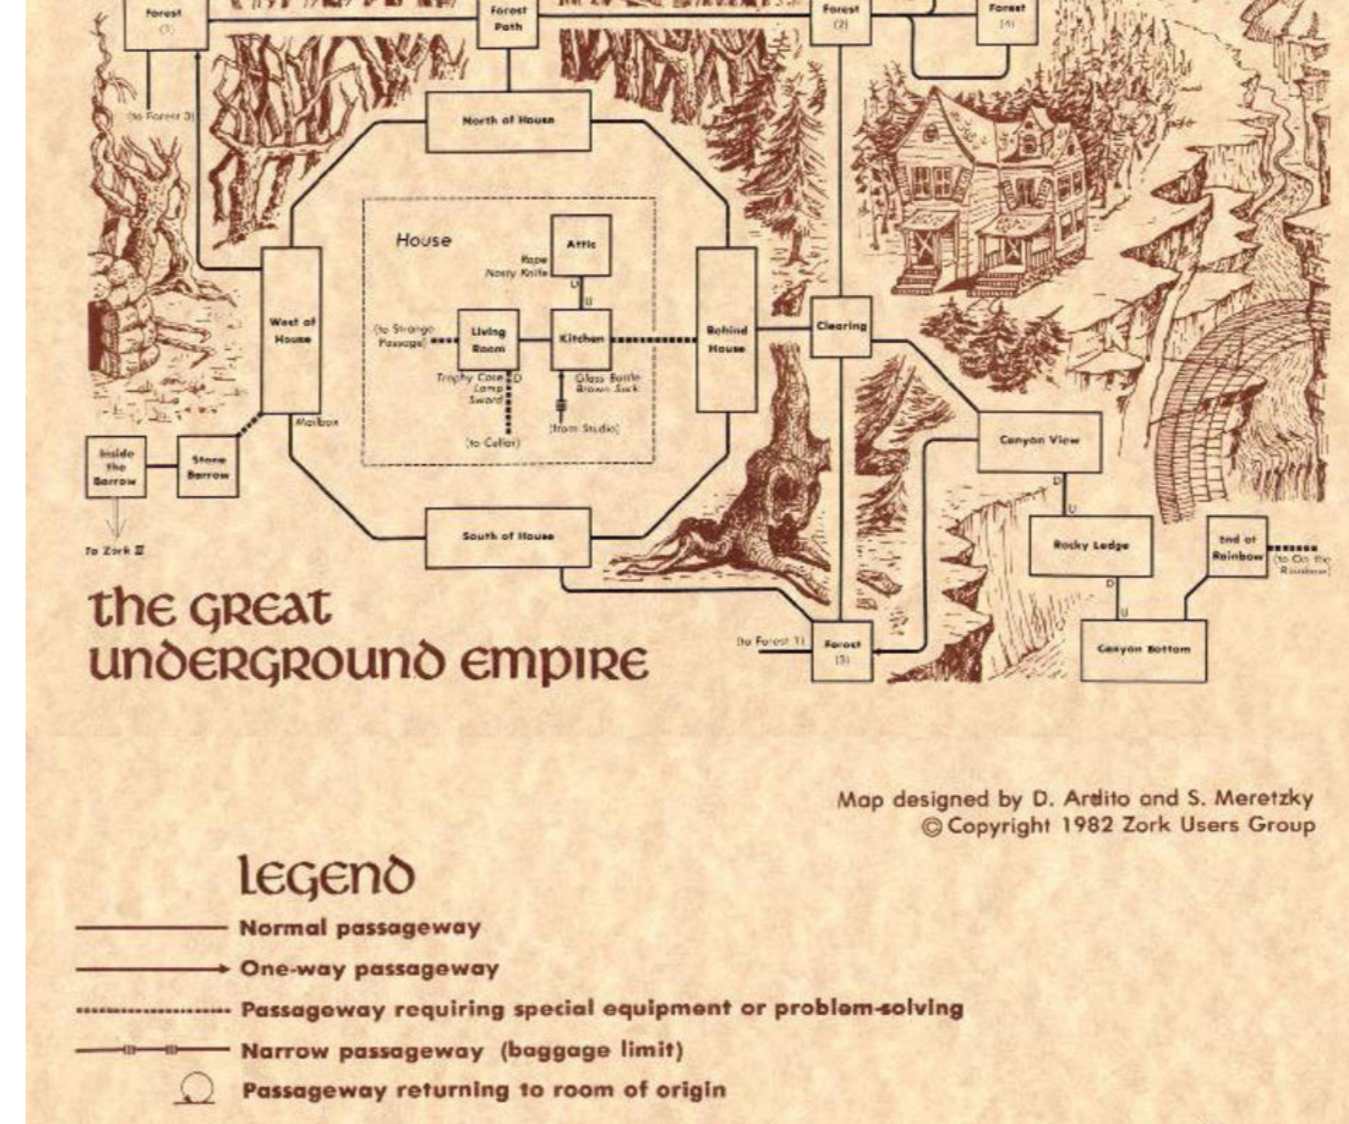 Forest
(1)
Forest
Path
Forest
(2)
Forest
(4)
(to Forest 3)
North of House
House
Attic
Rope
Nasty Knife
D
U
West of
House
(to Strange
Passage)
Living
Room
Kitchen
Behind
House
Clearing
Trophy Case
Lamp
Sword
D
Glass Bottle
Brown Sack
(to Cellar)
(from Studio)
Mailbox
Inside
the
Barrow
Stone
Barrow
To Zork II
Canyon View
D
U
Rocky Ledge
End of
Rainbow
(to On the
Rainbow)
D
U
South of House
the GREAT
UNDERGROUND EMPIRE
(to Forest 1)
Forest
(3)
Canyon Bottom
Map designed by D. Ardito and S. Meretzky
© Copyright 1982 Zork Users Group
LEGEND
Normal passageway
One-way passageway
Passageway requiring special equipment or problem-solving
Narrow passageway (baggage limit)
Passageway returning to room of origin